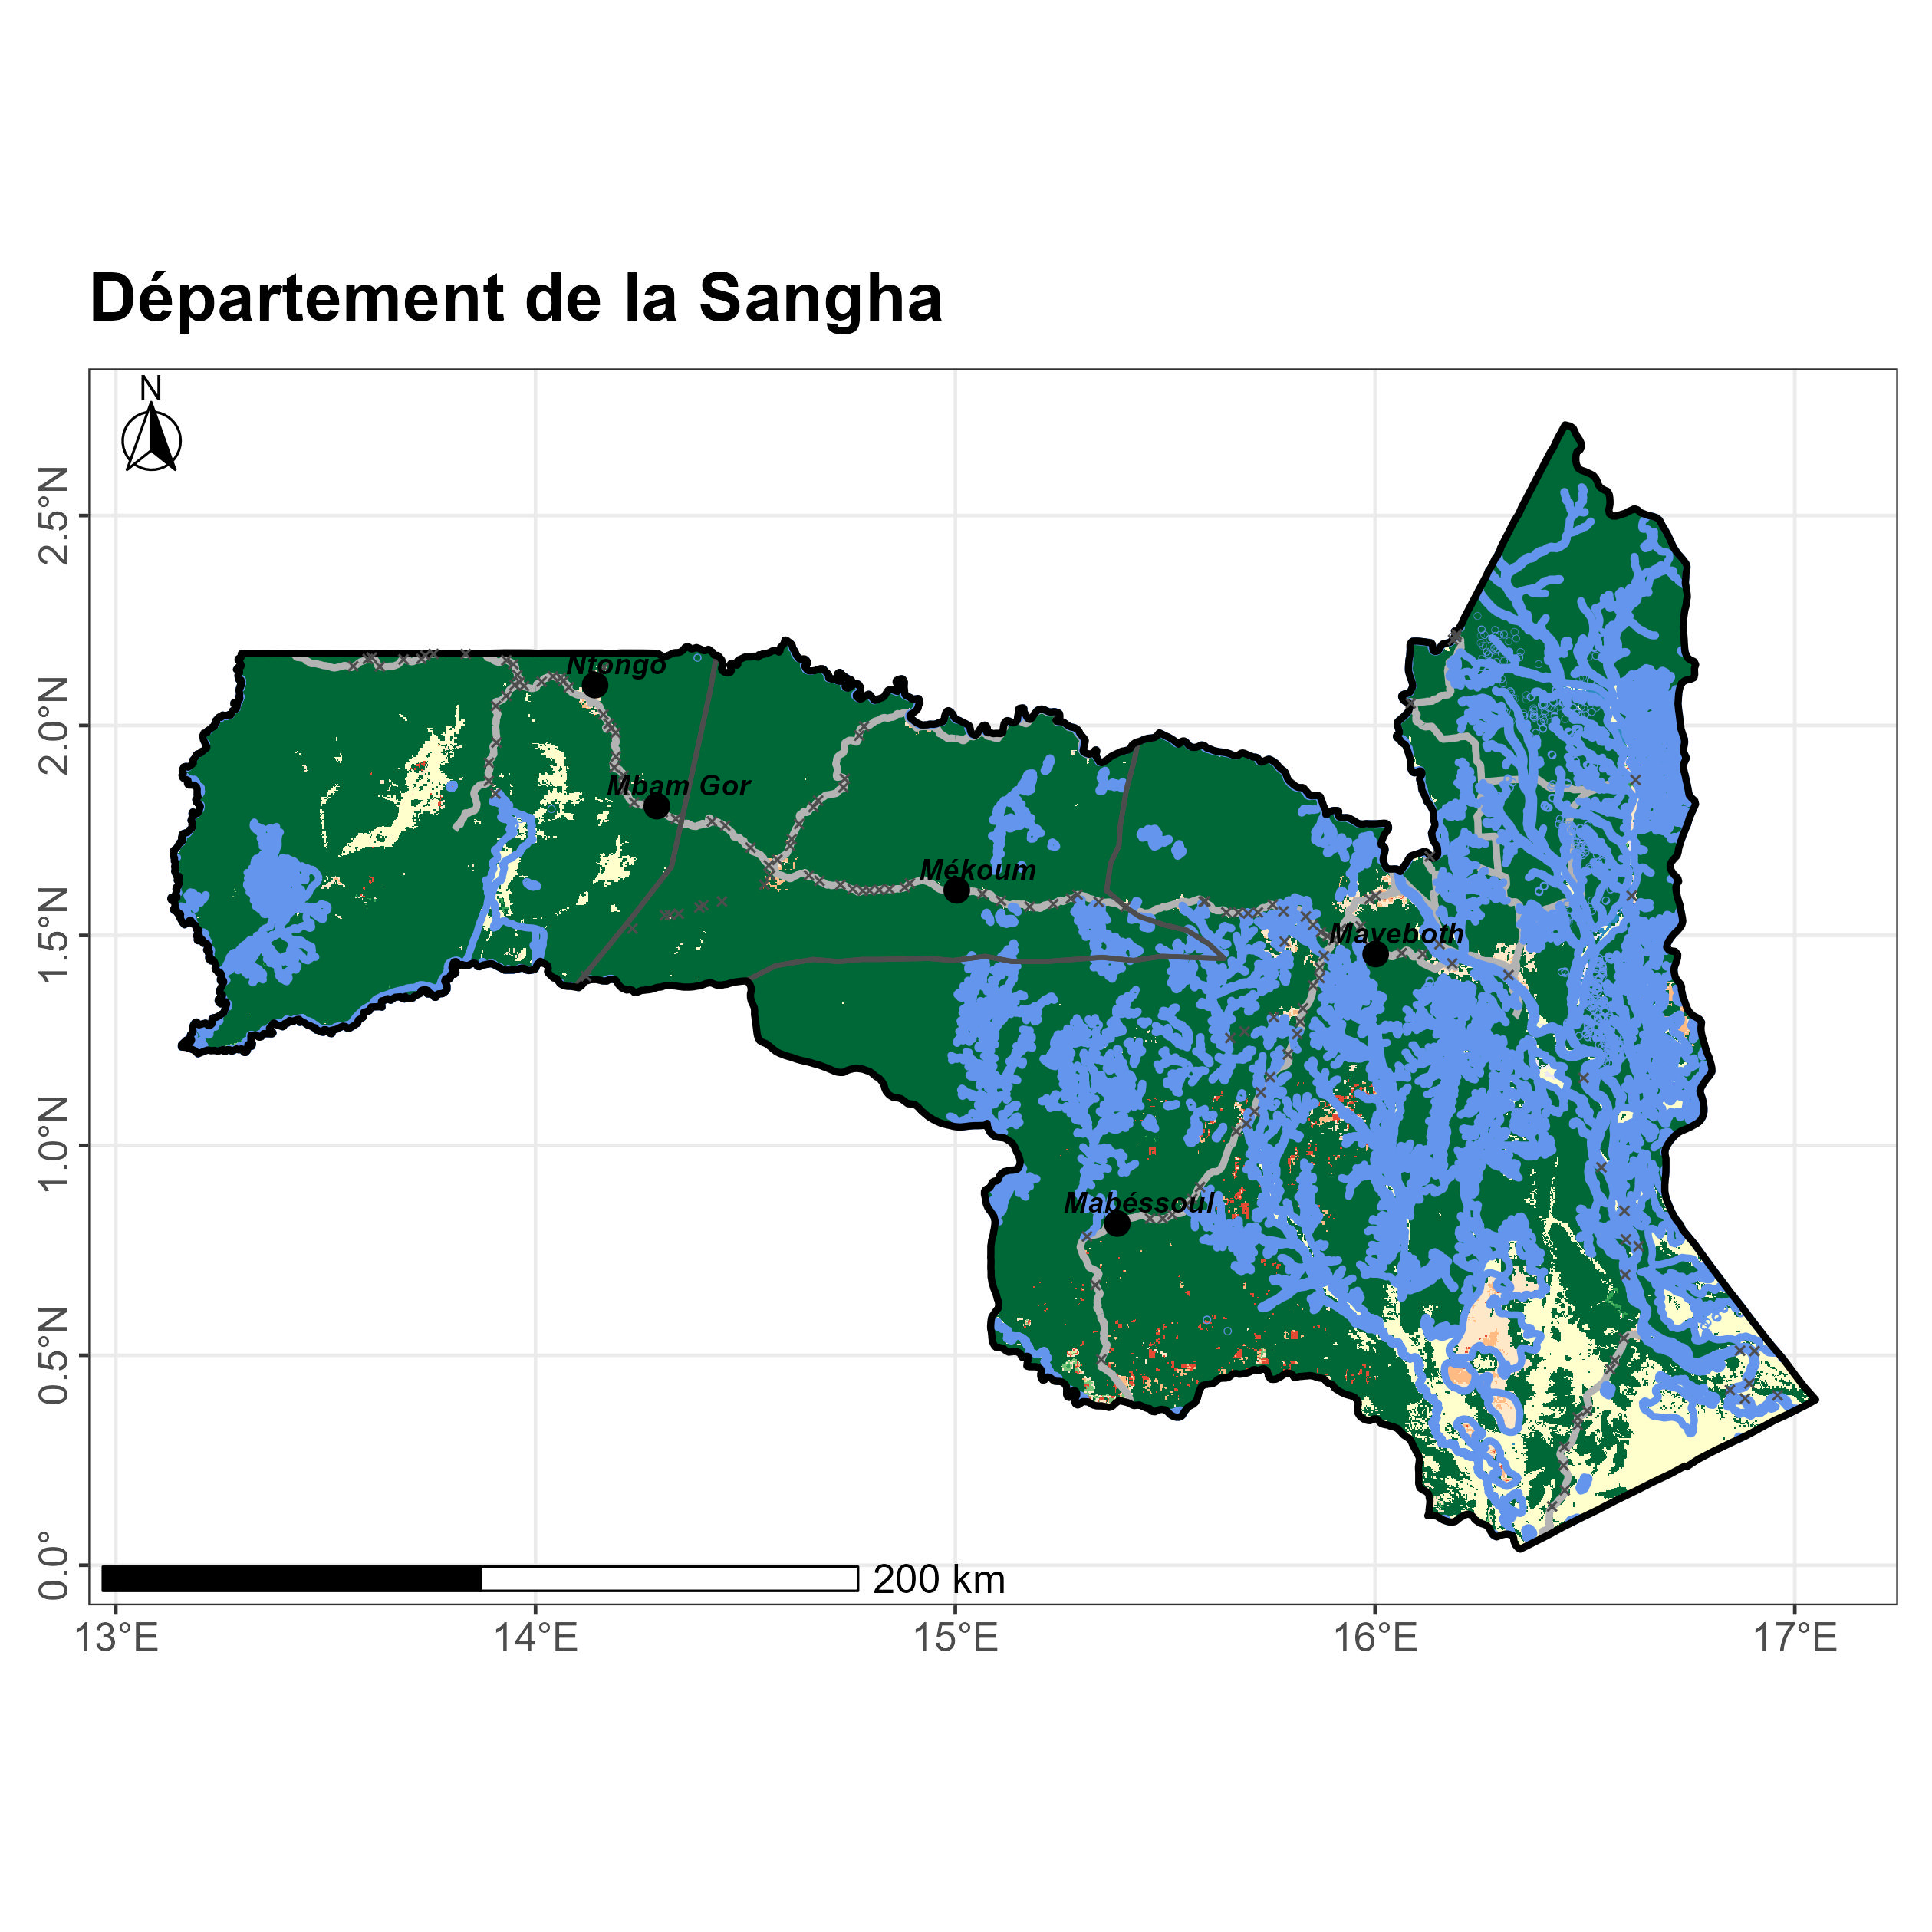 Département de la Sangha
N
2.5°N
2.0°N
1.5°N
1.0°N
0.5°N
0.0°
Ntongo
Mbam Gor
Mékoum
Maveboth
Mabéssoul
200 km
13°E
14°E
15°E
16°E
17°E